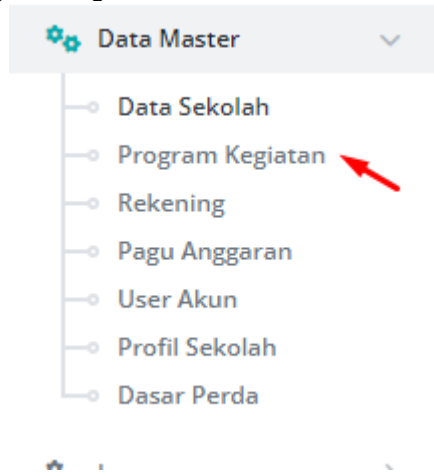 Data Master
Data Sekolah
Program Kegiatan
Rekening
Pagu Anggaran
User Akun
Profil Sekolah
Dasar Perda